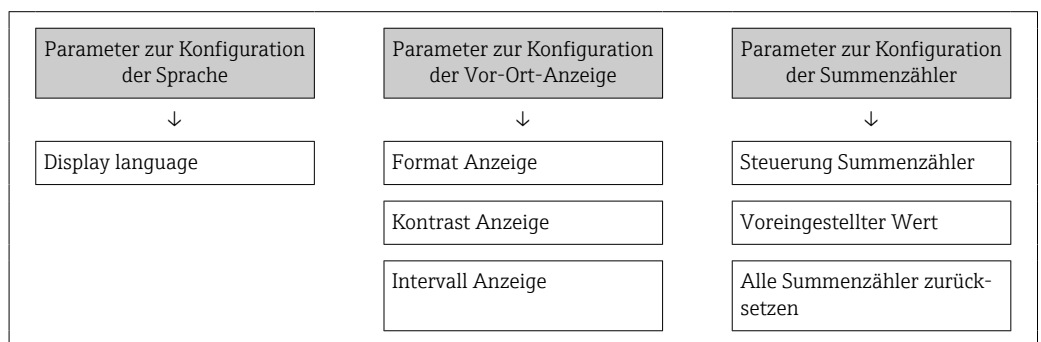 Parameter zur Konfiguration
der Sprache
↓
Display language
Parameter zur Konfiguration
der Vor-Ort-Anzeige
↓
Format Anzeige
Kontrast Anzeige
Intervall Anzeige
Parameter zur Konfiguration
der Summenzähler
↓
Steuerung Summenzähler
Voreingestellter Wert
Alle Summenzähler zurück-
setzen